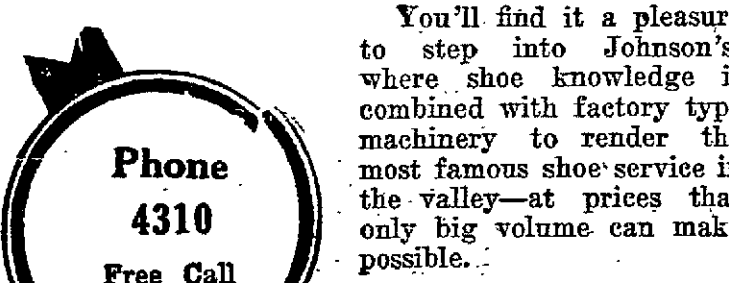 Phone
4310
Free Call
You'll find it a pleasur
to step into Johnson's
where shoe knowledge i
combined with factory typ
machinery to render th
most famous shoe service i
the valley—at prices tha
only big volume can mak
possible.